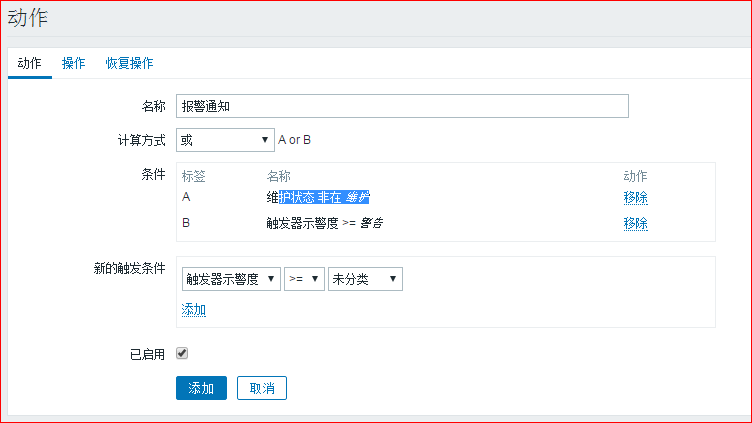 动作
动作 操作 恢复操作
名称 报警通知
计算方式 或 A or B
条件 标签 名称 动作
A 维护状态 非在 维护 移除
B 触发器示警度 >= 警告 移除
新的触发条件 触发器示警度 >= 未分类
添加
已启用
添加 取消